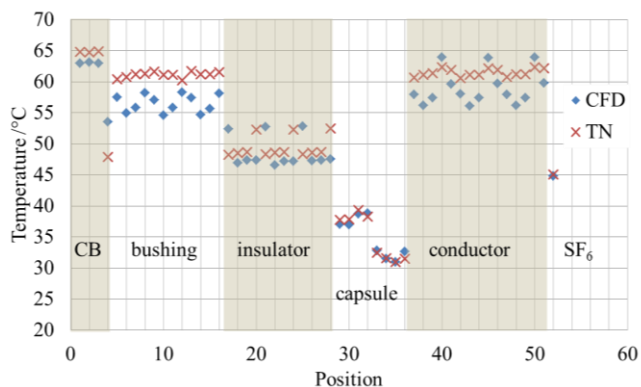 70
65
60
55
50
45
40
35
30
25
20
Temperature /°C
CFD
TN
CB bushing insulator conductor SF₆
capsule
0 10 20 30 40 50 60
Position